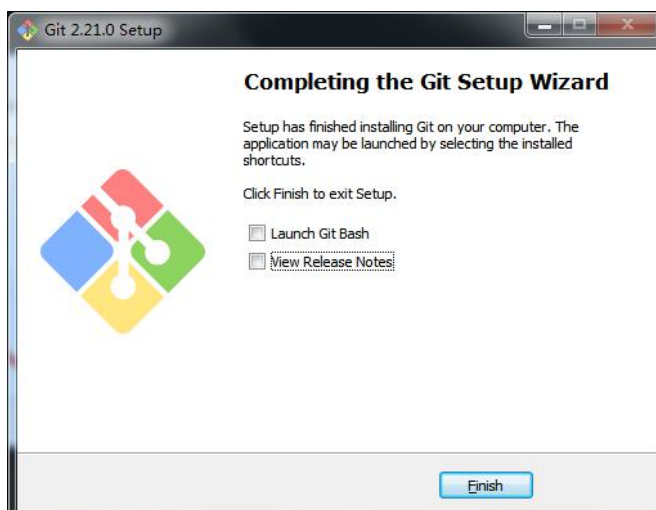 Git 2.21.0 Setup
Completing the Git Setup Wizard
Setup has finished installing Git on your computer. The
application may be launched by selecting the installed
shortcuts.
Click Finish to exit Setup.
Launch Git Bash
View Release Notes
Finish